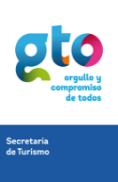 gto
orgullo y
compromiso
de todos
Secretaría
de Turismo